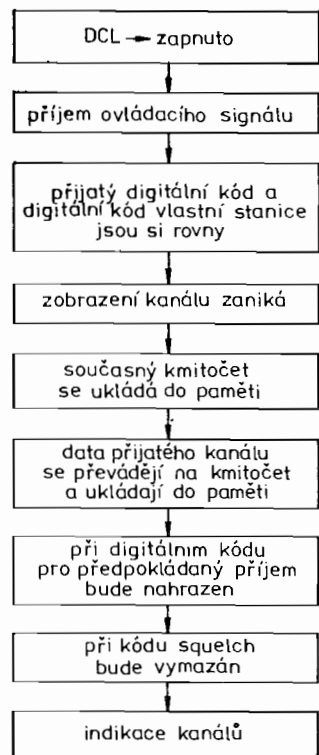 DCL → zapnuto
příjem ovládacího signálu
přijatý digitální kód a
digitální kód vlastní stanice
jsou si rovny
zobrazení kanálu zaniká
současný kmitočet
se ukládá do paměti
data přijatého kanálu
se převádějí na kmitočet
a ukládají do paměti
při digitálním kódu
pro předpokládaný příjem
bude nahrazen
při kódu squelch
bude vymazán
indikace kanálů